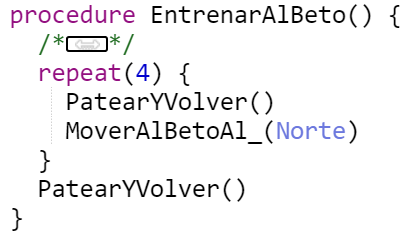 procedure EntrenarAlBeto() {
/**/
repeat(4) {
PatearYVolver()
MoverAlBetoAl_(Norte)
}
PatearYVolver()
}